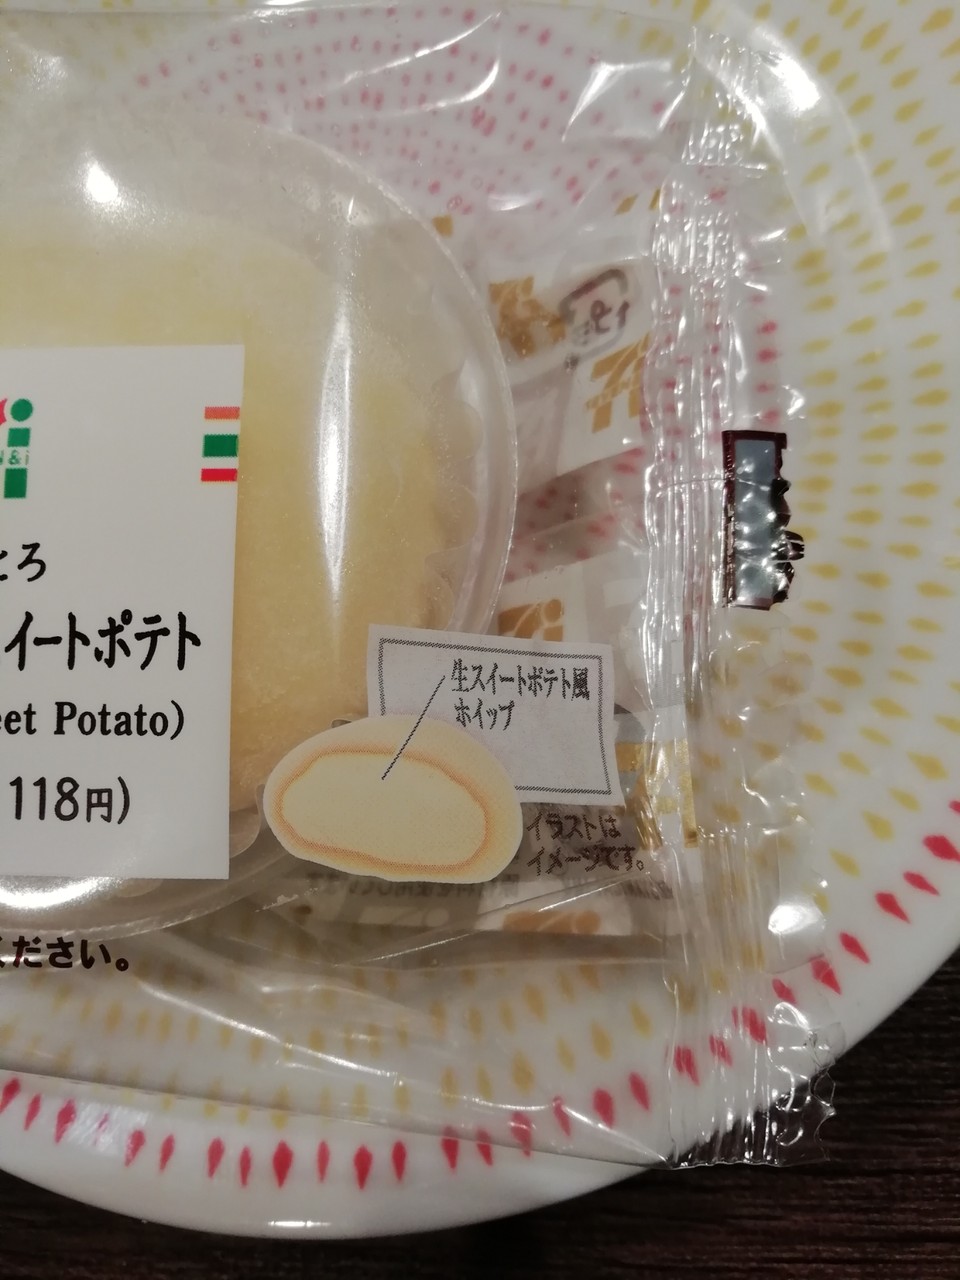 N&i
とろ
スイートポテト
eet Potato)
118円)
生スイートポテト風
ホイップ
イラストは
イメージです。
ください。